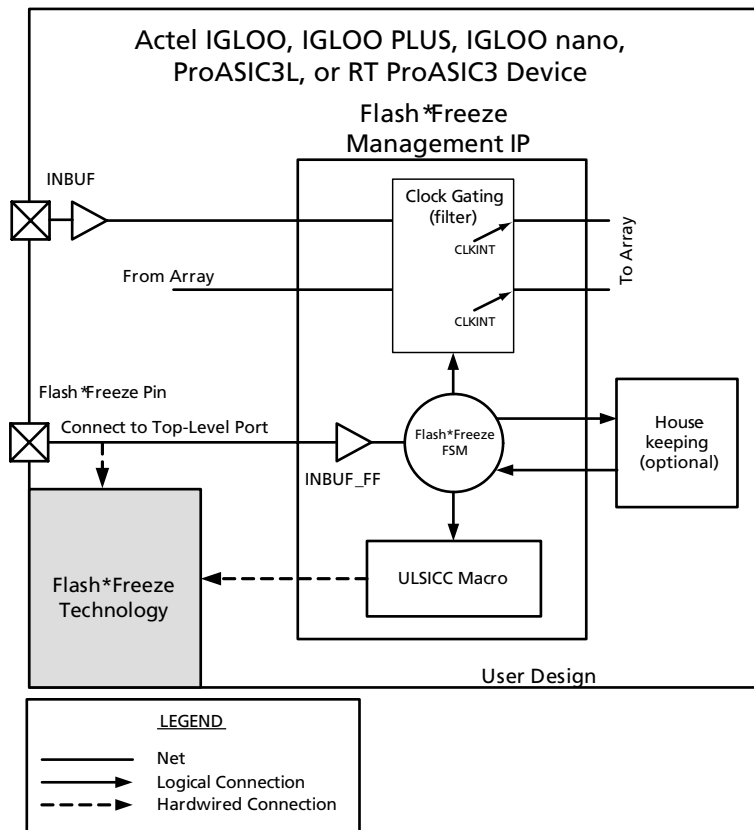 Actel IGLOO, IGLOO PLUS, IGLOO nano,
ProASIC3L, or RT ProASIC3 Device
Flash*Freeze
Management IP
INBUF
Clock Gating
(filter)
CLKINT
To Array
From Array
CLKINT
Flash*Freeze Pin
Connect to Top-Level Port
INBUF_FF
Flash*Freeze
FSM
House
keeping
(optional)
Flash*Freeze
Technology
ULSICC Macro
User Design
LEGEND
Net
Logical Connection
Hardwired Connection